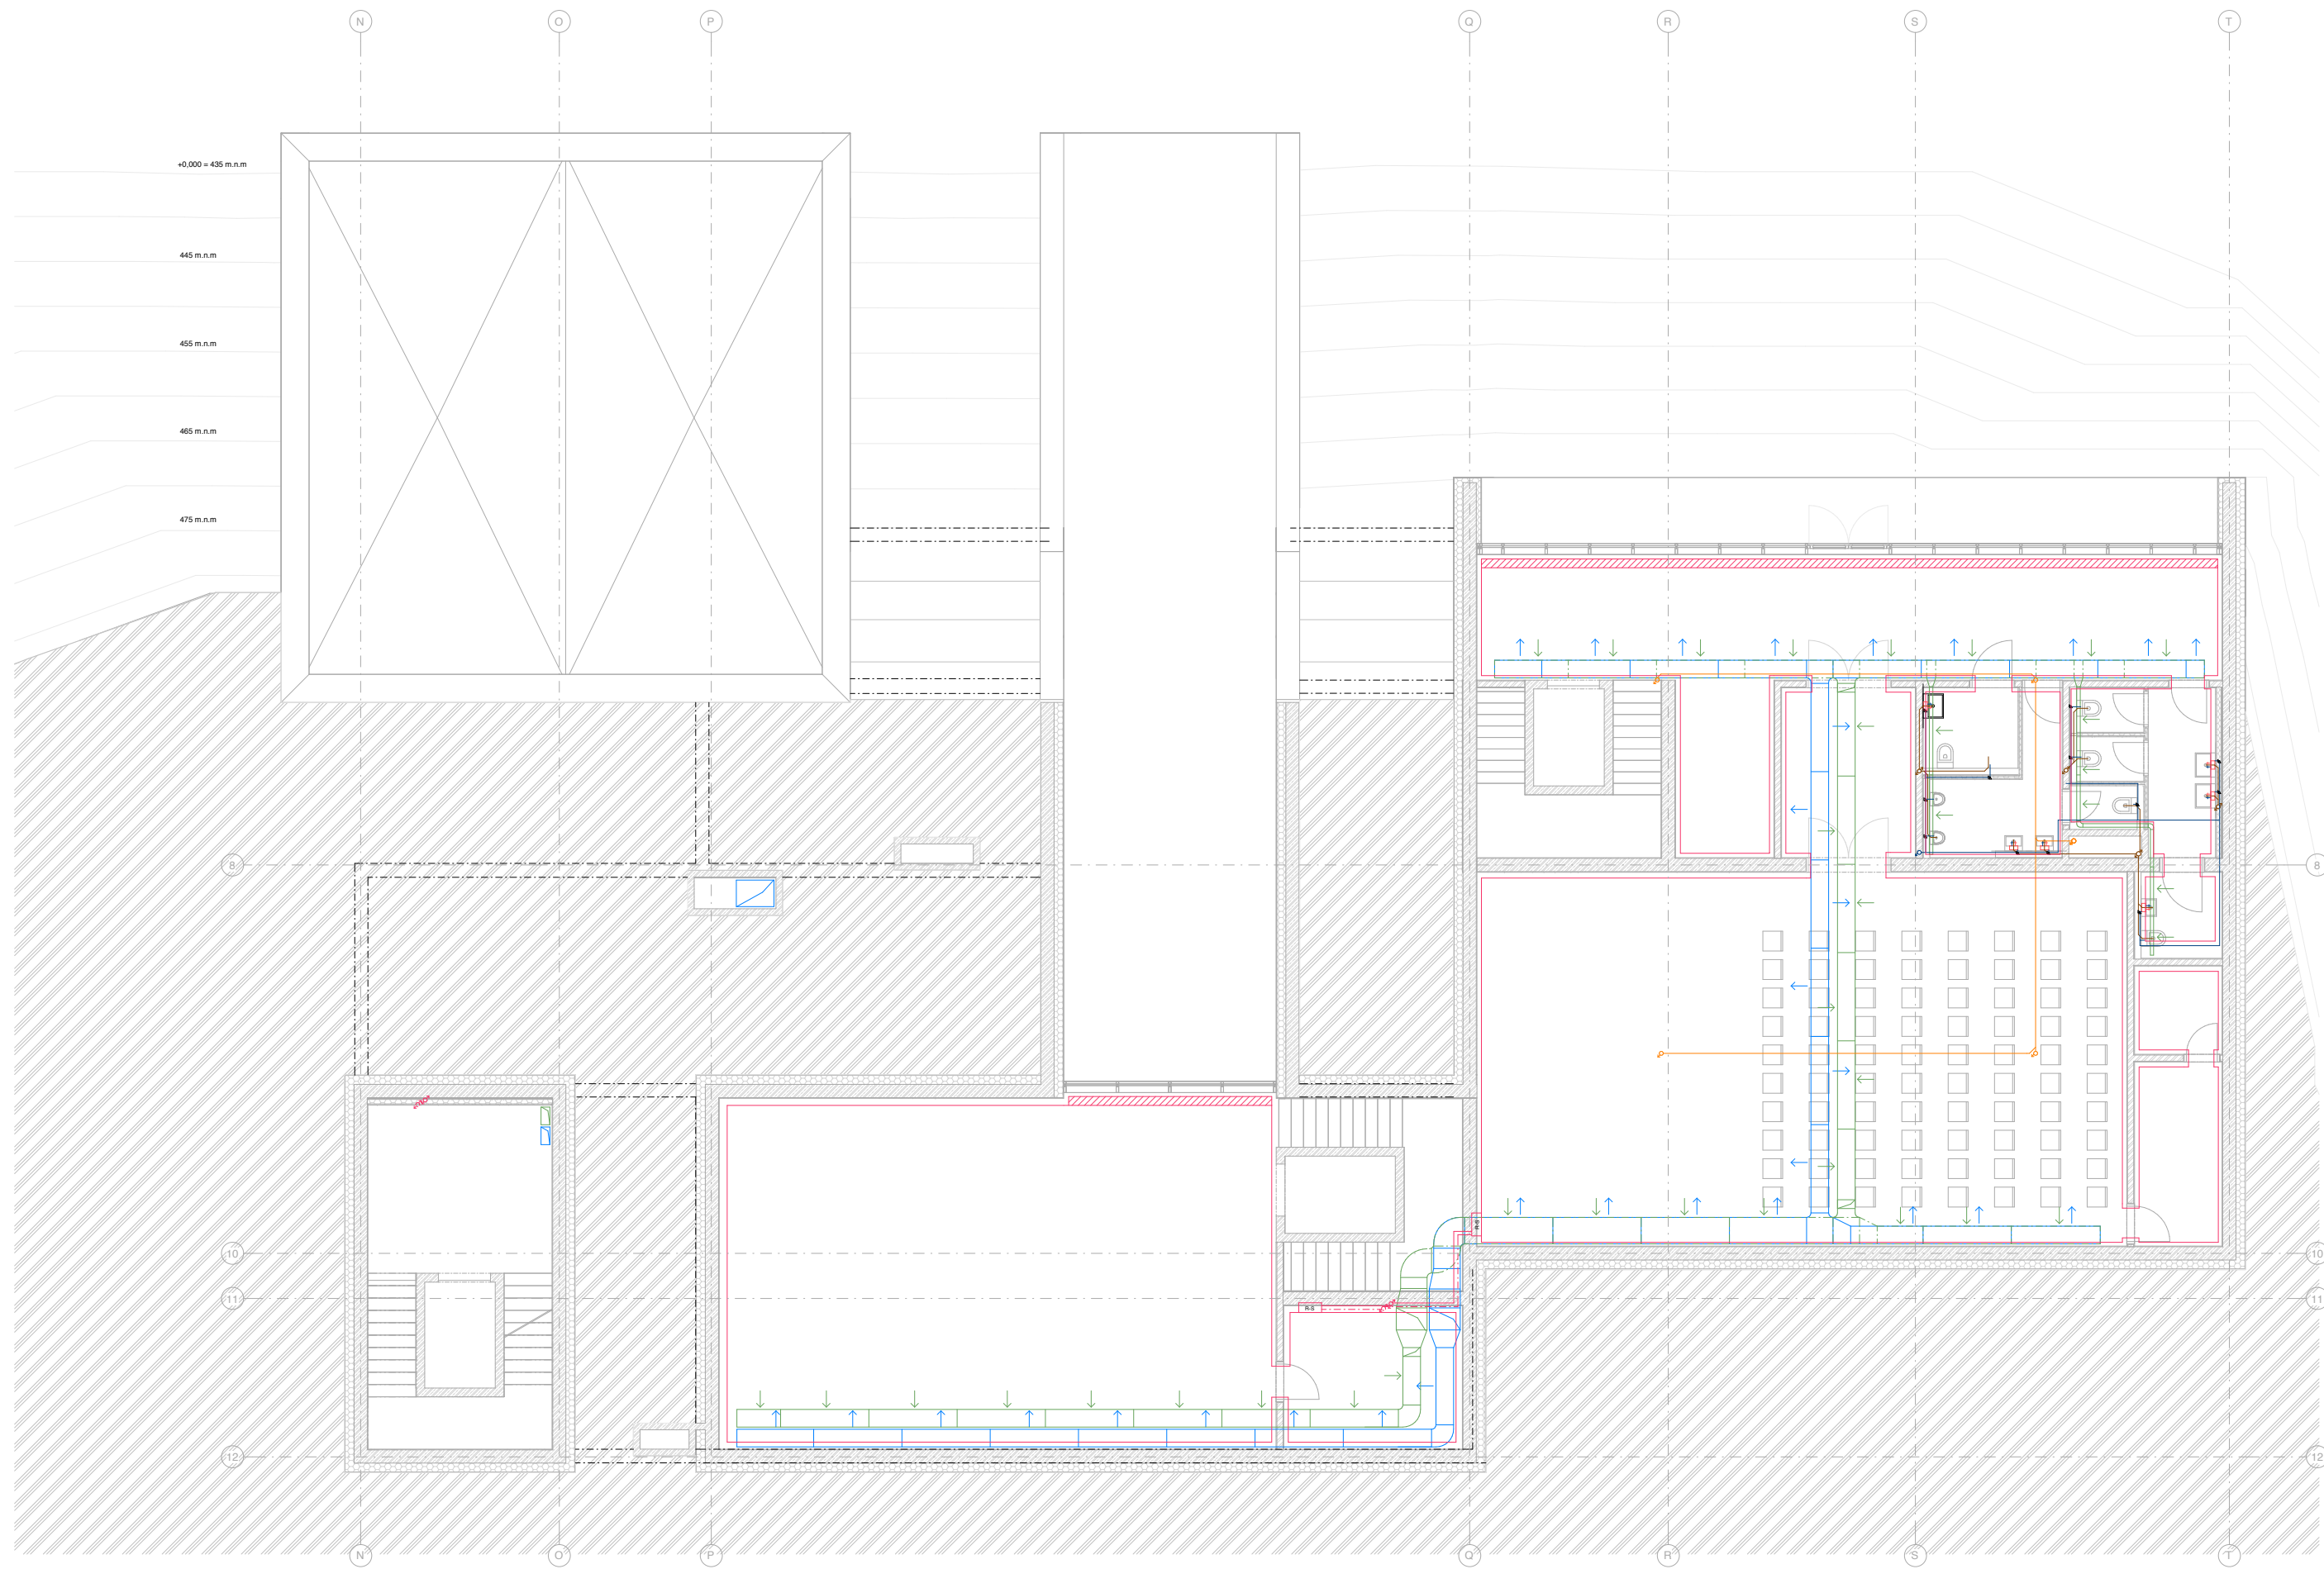 N O P Q R S T
+0,000 = 435 m.n.m
445 m.n.m
455 m.n.m
465 m.n.m
475 m.n.m
8 8
R-S
10 10
11 11
R-S
12 12
N O P Q R S T